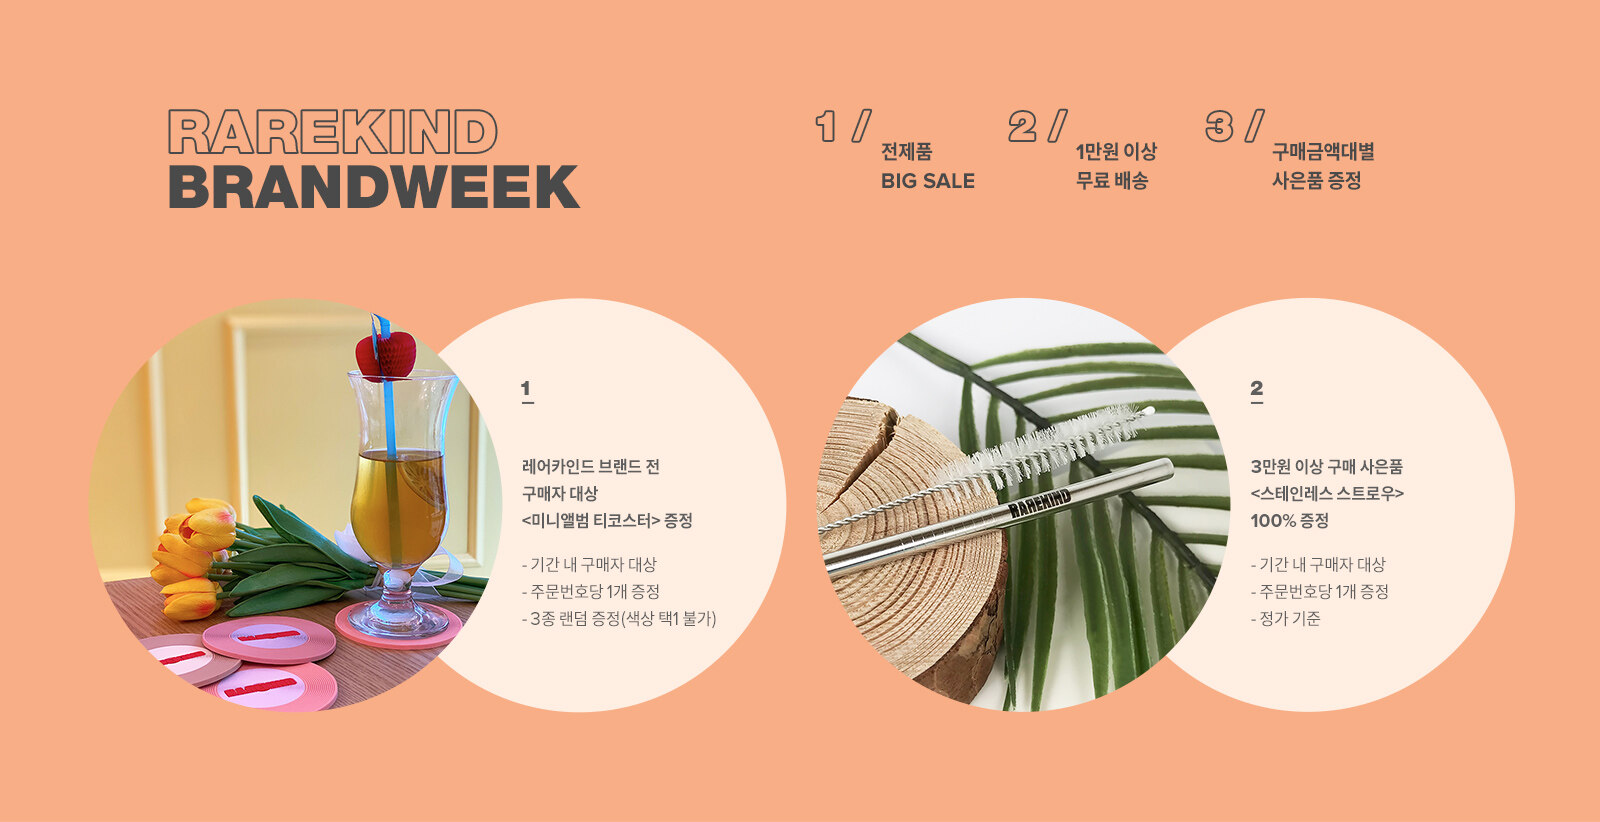 RAREKIND
BRANDWEEK
1 /
전제품
BIG SALE
2 /
1만원 이상
무료 배송
3 /
구매금액대별
사은품 증정
1
레어카인드 브랜드 전
구매자 대상
<미니앨범 티코스터> 증정
- 기간 내 구매자 대상
- 주문번호당 1개 증정
- 3종 랜덤 증정(색상 택1 불가)
RAREKIND
2
3만원 이상 구매 사은품
<스테인레스 스트로우>
100% 증정
- 기간 내 구매자 대상
- 주문번호당 1개 증정
- 정가 기준